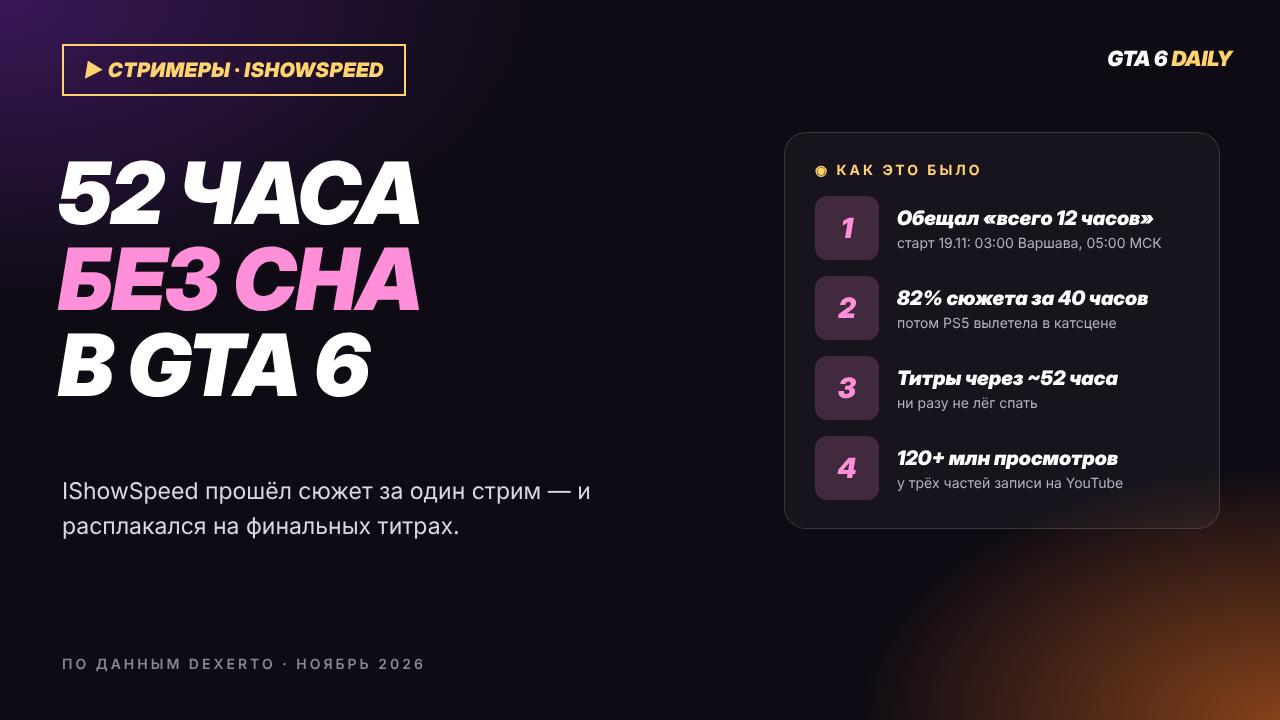 ▶ СТРИМЕРЫ · ISHOWSPEED
GTA 6 DAILY
52 ЧАСА
БЕЗ СНА
В GTA 6
IShowSpeed прошёл сюжет за один стрим — и
расплакался на финальных титрах.
◉ КАК ЭТО БЫЛО
1
Обещал «всего 12 часов»
старт 19.11: 03:00 Варшава, 05:00 МСК
2
82% сюжета за 40 часов
потом PS5 вылетела в катсцене
3
Титры через ~52 часа
ни разу не лёг спать
4
120+ млн просмотров
у трёх частей записи на YouTube
ПО ДАННЫМ DEXERTO · НОЯБРЬ 2026